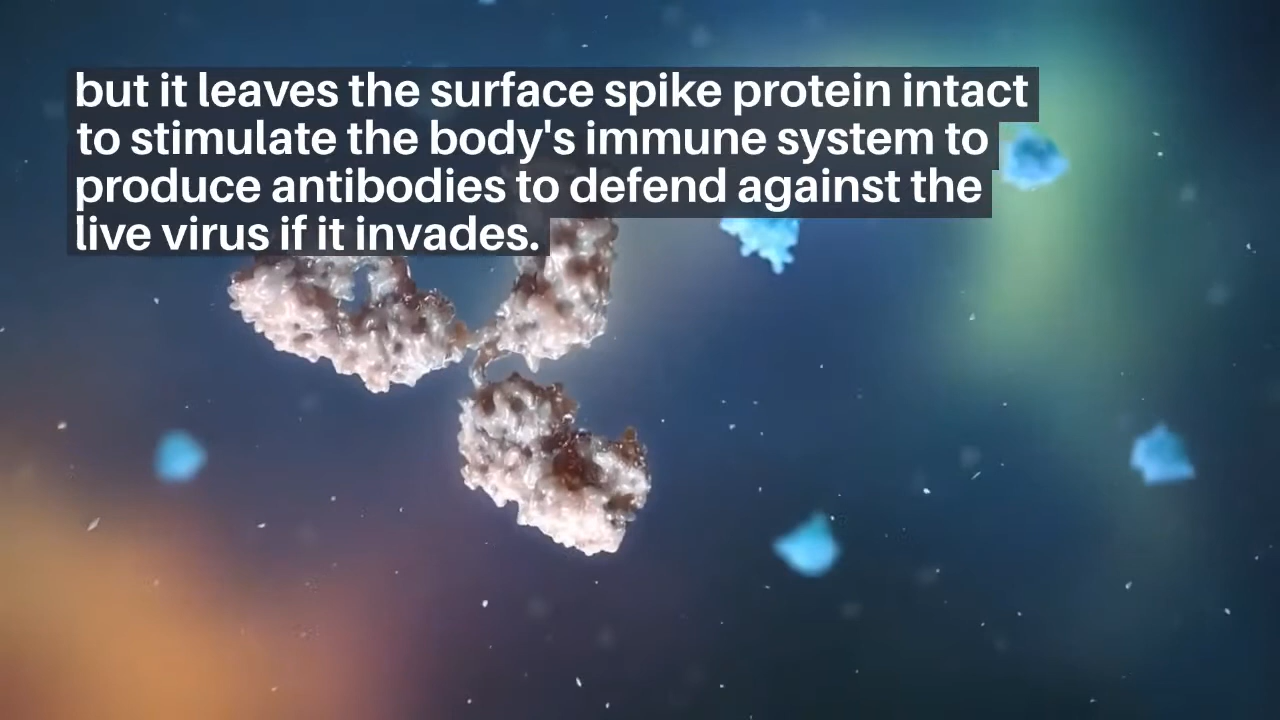 but it leaves the surface spike protein intact
to stimulate the body's immune system to
produce antibodies to defend against the
live virus if it invades.